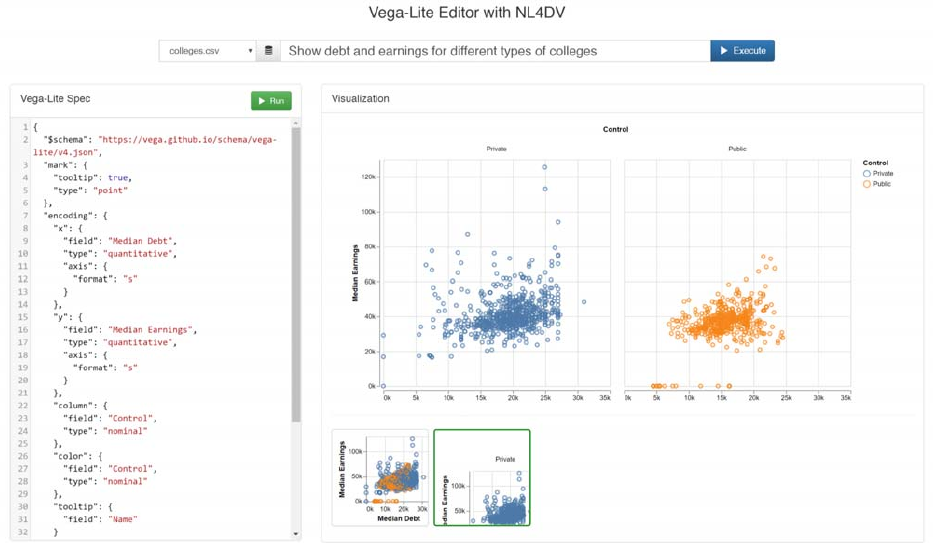 Vega-Lite Editor with NL4DV
colleges.csv
Show debt and earnings for different types of colleges
Execute
Vega-Lite Spec
Run
1 {
2 "$schema": "https://vega.github.io/schema/vega-
lite/v4.json",
3 "mark": {
4 "tooltip": true,
5 "type": "point"
6 },
7 "encoding": {
8 "x": {
9 "field": "Median Debt",
10 "type": "quantitative",
11 "axis": {
12 "format": "s"
13 }
14 },
15 "y": {
16 "field": "Median Earnings",
17 "type": "quantitative",
18 "axis": {
19 "format": "s"
20 }
21 },
22 "column": {
23 "field": "Control",
24 "type": "nominal"
25 },
26 "color": {
27 "field": "Control",
28 "type": "nominal"
29 },
30 "tooltip": {
31 "field": "Name"
32 }
Visualization
Control
Private
Public
Median Earnings
120k
100k
80k
60k
40k
20k
0k
0k 5k 10k 15k 20k 25k 30k 35k
0k 5k 10k 15k 20k 25k 30k 35k
Control
Private
Public
Median Earnings
100k
50k
0k
0k 10k 20k 30k
Median Debt
Private
dian Earnings
100k
50k